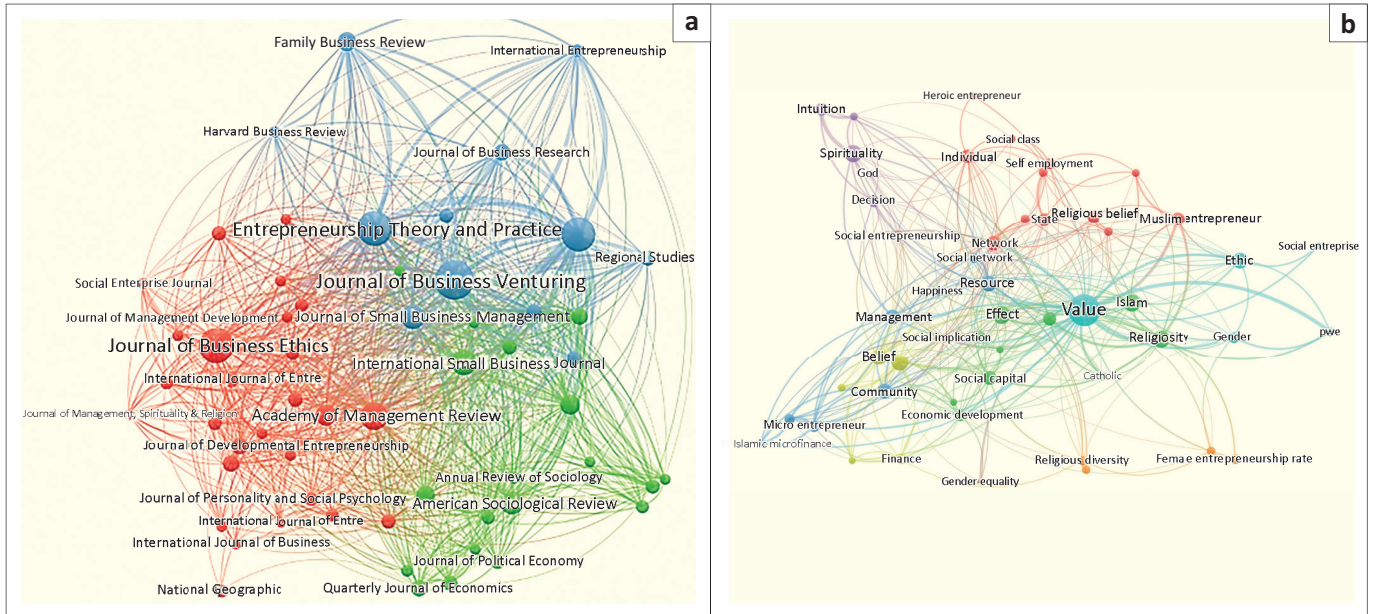 a
Family Business Review
International Entrepreneurship
Harvard Business Review
Journal of Business Research
Entrepreneurship Theory and Practice
Regional Studies
Social Enterprise Journal
Journal of Business Venturing
Journal of Management Development
Journal of Small Business Management
Journal of Business Ethics
International Small Business Journal
International Journal of Entre
Journal of Management, Spirituality & Religion
Academy of Management Review
Journal of Developmental Entrepreneurship
Annual Review of Sociology
Journal of Personality and Social Psychology
American Sociological Review
International Journal of Entre
International Journal of Business
Journal of Political Economy
National Geographic
Quarterly Journal of Economics
b
Heroic entrepreneur
Intuition
Social class
Spirituality
Individual
Self employment
God
Decision
State
Religious belief
Muslim entrepreneur
Social entrepreneurship
Network
Social network
Social entreprise
Ethic
Resource
Happiness
Value
Islam
Management
Effect
Social implication
Religiosity
Gender
pwe
Belief
Social capital
Catholic
Community
Economic development
Micro entrepreneur
Islamic microfinance
Finance
Religious diversity
Fema e entrepreneurship rate
Gender equality